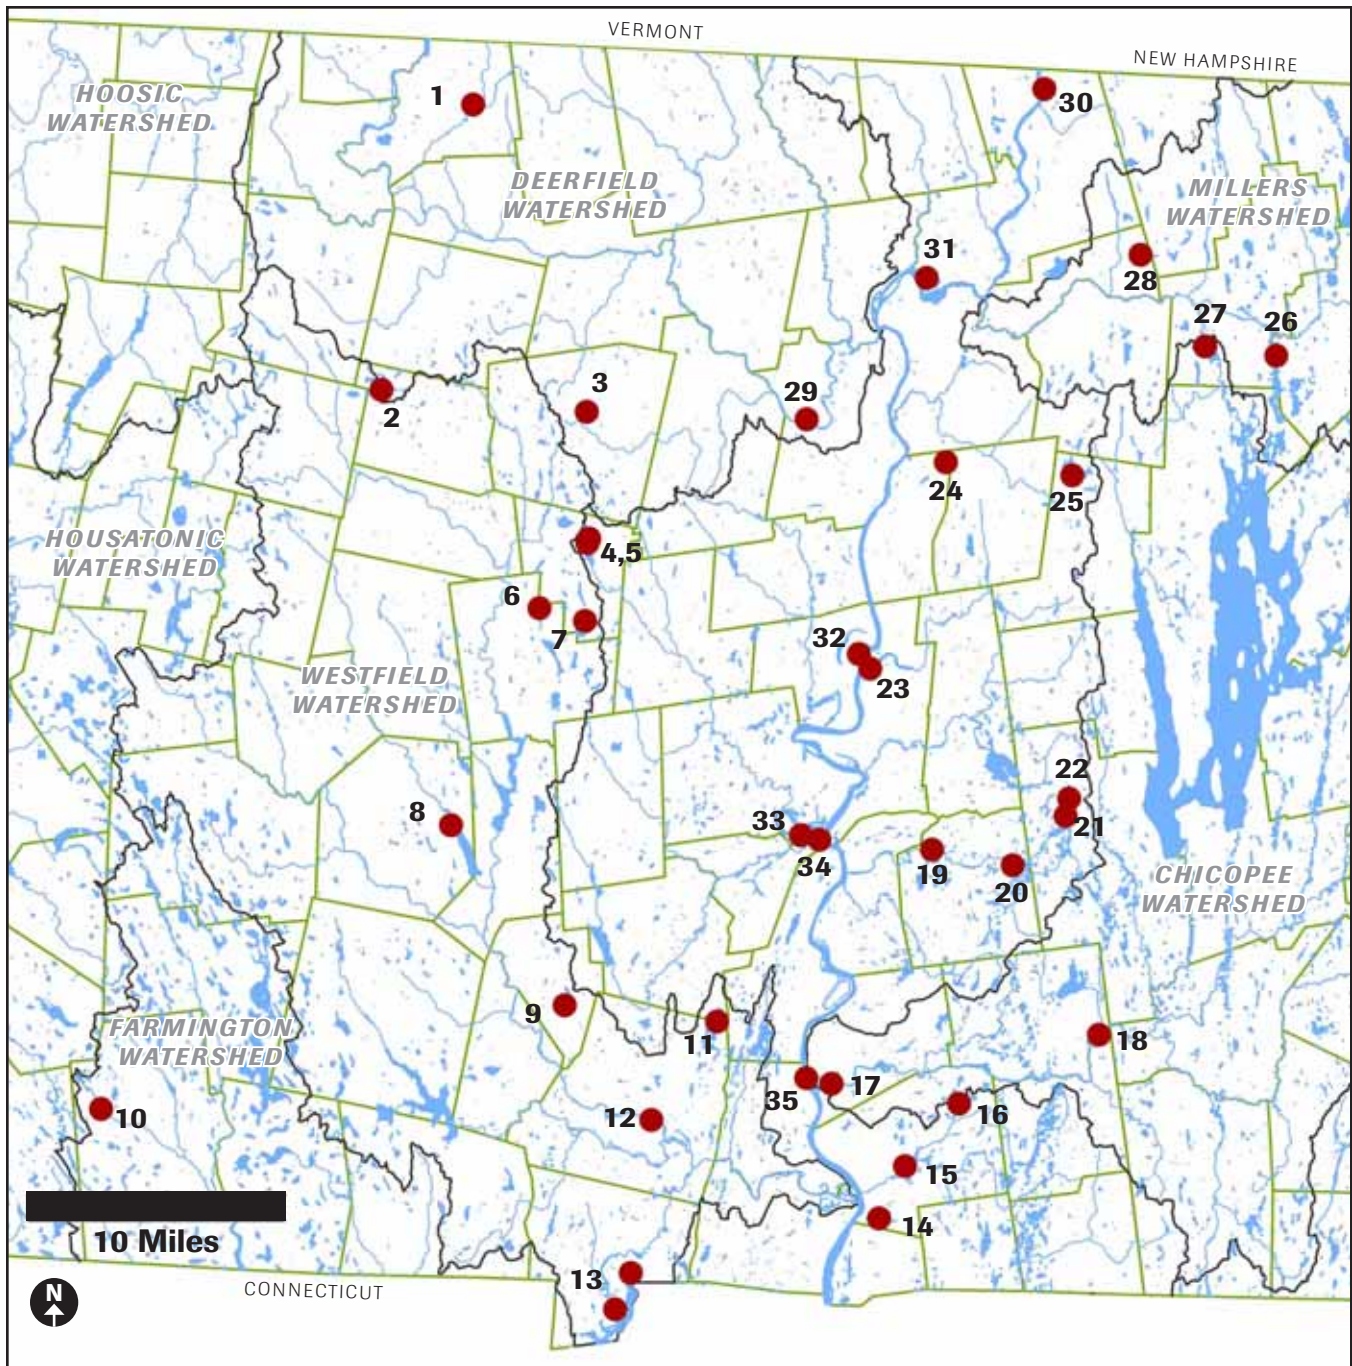 VERMONT
NEW HAMPSHIRE
HOOSIC
WATERSHED
1
30
DEERFIELD
WATERSHED
MILLERS
WATERSHED
31
28
27
26
3
2
29
24
25
HOUSATONIC
WATERSHED
4,5
6
7
32
23
WESTFIELD
WATERSHED
22
8
33
21
34
19
20
CHICOPEE
WATERSHED
9
FARMINGTON
WATERSHED
11
18
17
35
10
12
16
15
10 Miles
14
13
CONNECTICUT
N